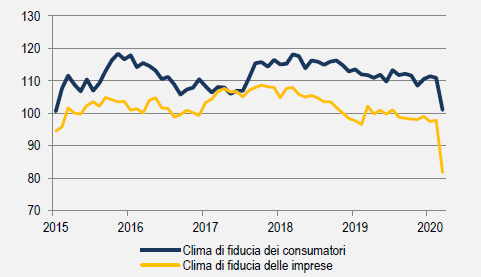 130
120
110
100
90
80
70
2015 2016 2017 2018 2019 2020
Clima di fiducia dei consumatori
Clima di fiducia delle imprese